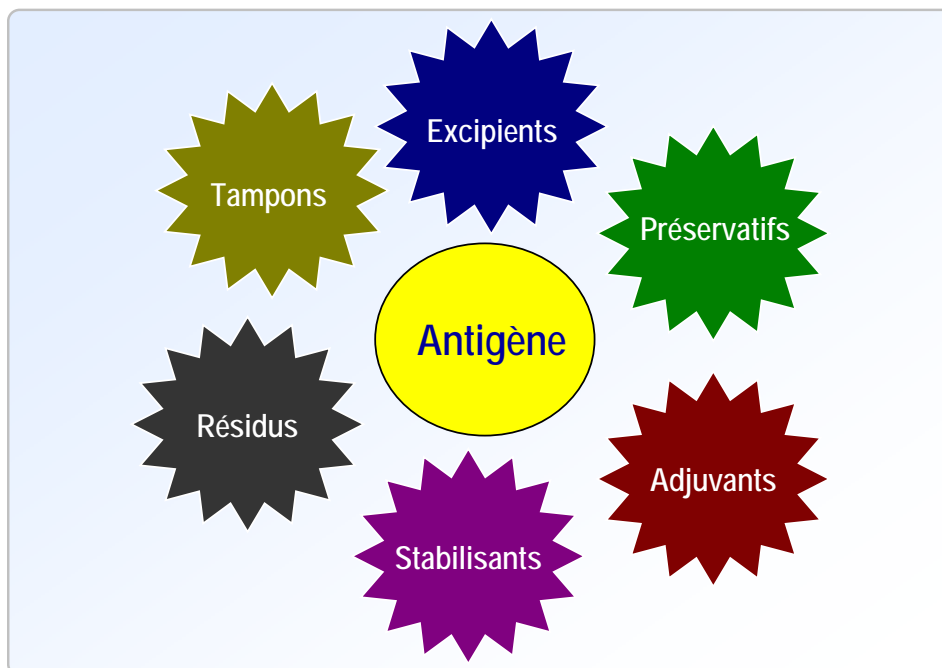 Excipients
Tampons
Préservatifs
Antigène
Résidus
Adjuvants
Stabilisants